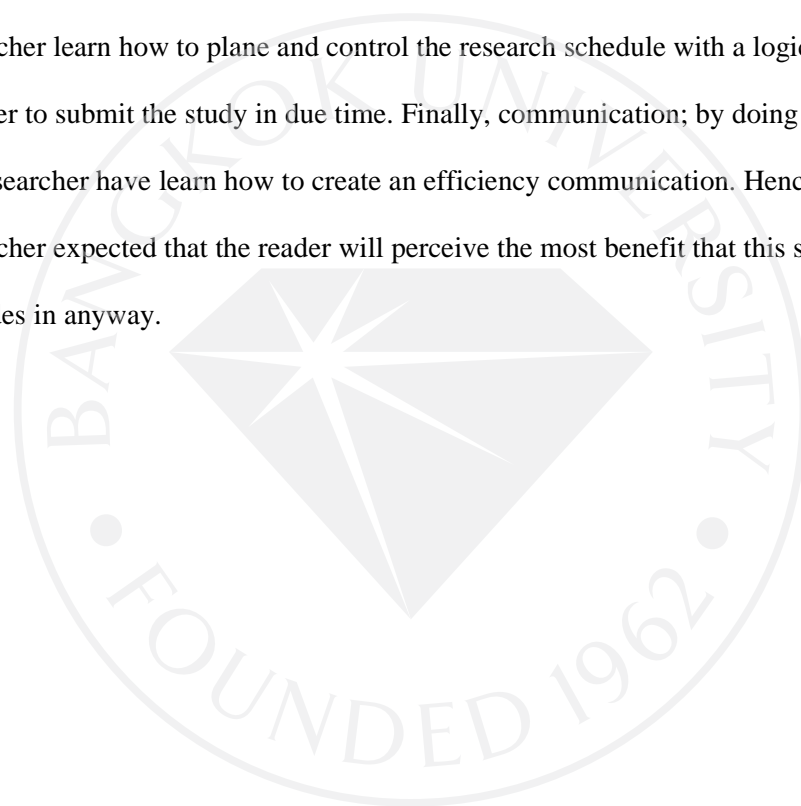 cher learn how to plane and control the research schedule with a logic
er to submit the study in due time. Finally, communication; by doing
searcher have learn how to create an efficiency communication. Henc
cher expected that the reader will perceive the most benefit that this s
ues in anyway.
BANGKOK UNIVERSITY
• FOUNDED 1962 •